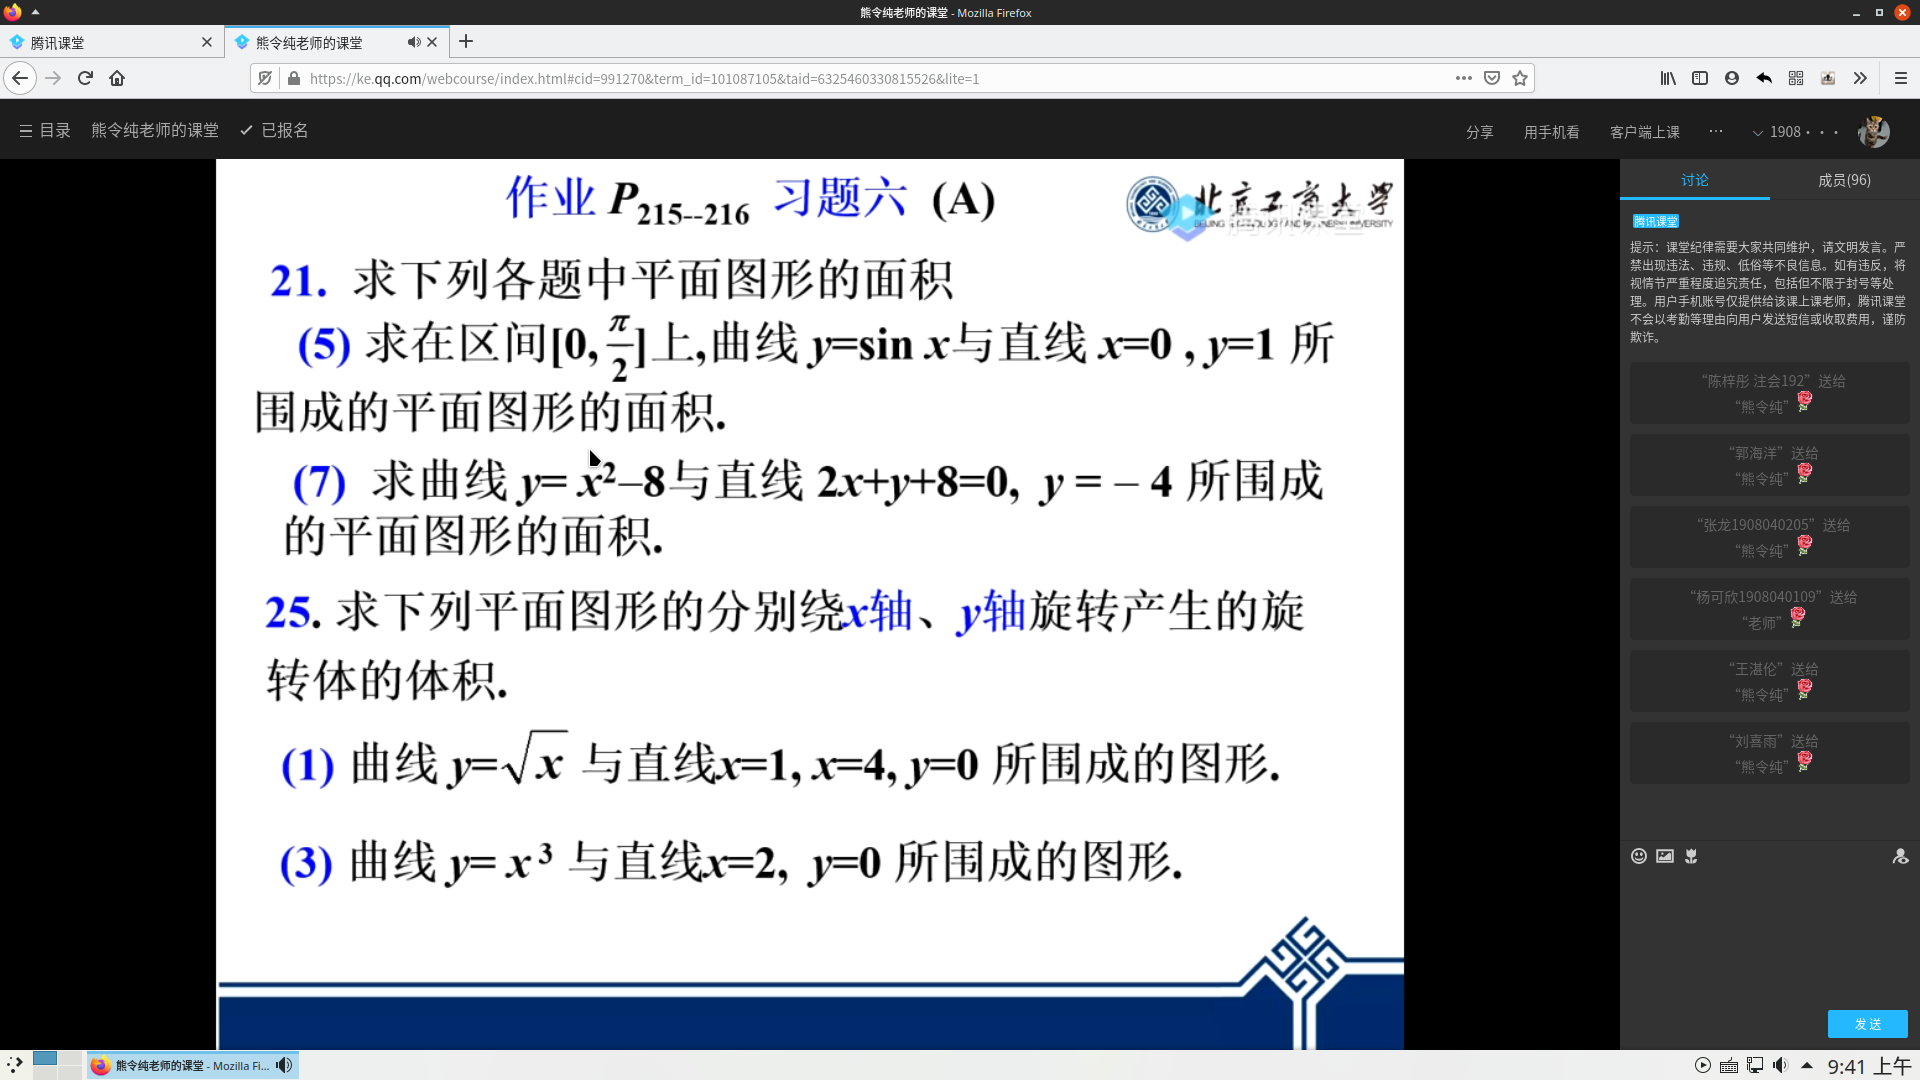 熊令纯老师的课堂 - Mozilla Firefox
腾讯课堂
熊令纯老师的课堂
https://ke.qq.com/webcourse/index.html#cid=991270&term_id=101087105&taid=6325460330815526&lite=1
目录 熊令纯老师的课堂 已报名
分享 用手机看 客户端上课 ··· 1908···
作业 P215--216 习题六 (A)
北京工商大学
腾讯课堂
21. 求下列各题中平面图形的面积
(5) 求在区间[0, π/2]上,曲线 y=sin x与直线 x=0 , y=1 所
围成的平面图形的面积.
(7) 求曲线 y= x²–8与直线 2x+y+8=0, y = – 4 所围成
的平面图形的面积.
25. 求下列平面图形的分别绕x轴、y轴旋转产生的旋
转体的体积.
(1) 曲线 y=√x 与直线x=1, x=4, y=0 所围成的图形.
(3) 曲线 y= x³ 与直线x=2, y=0 所围成的图形.
讨论 成员(96)
腾讯课堂
提示：课堂纪律需要大家共同维护，请文明发言。严
禁出现违法、违规、低俗等不良信息。如有违反，将
视情节严重程度追究责任，包括但不限于封号等处
理。用户手机账号仅提供给该课上课老师，腾讯课堂
不会以考勤等理由向用户发送短信或收取费用，谨防
欺诈。
“陈梓彤 注会192”送给
“熊令纯”
“郭海洋”送给
“熊令纯”
“张龙1908040205”送给
“熊令纯”
“杨可欣1908040109”送给
“老师”
“王湛伦”送给
“熊令纯”
“刘喜雨”送给
“熊令纯”
发送
熊令纯老师的课堂 - Mozilla Fi...
9:41 上午